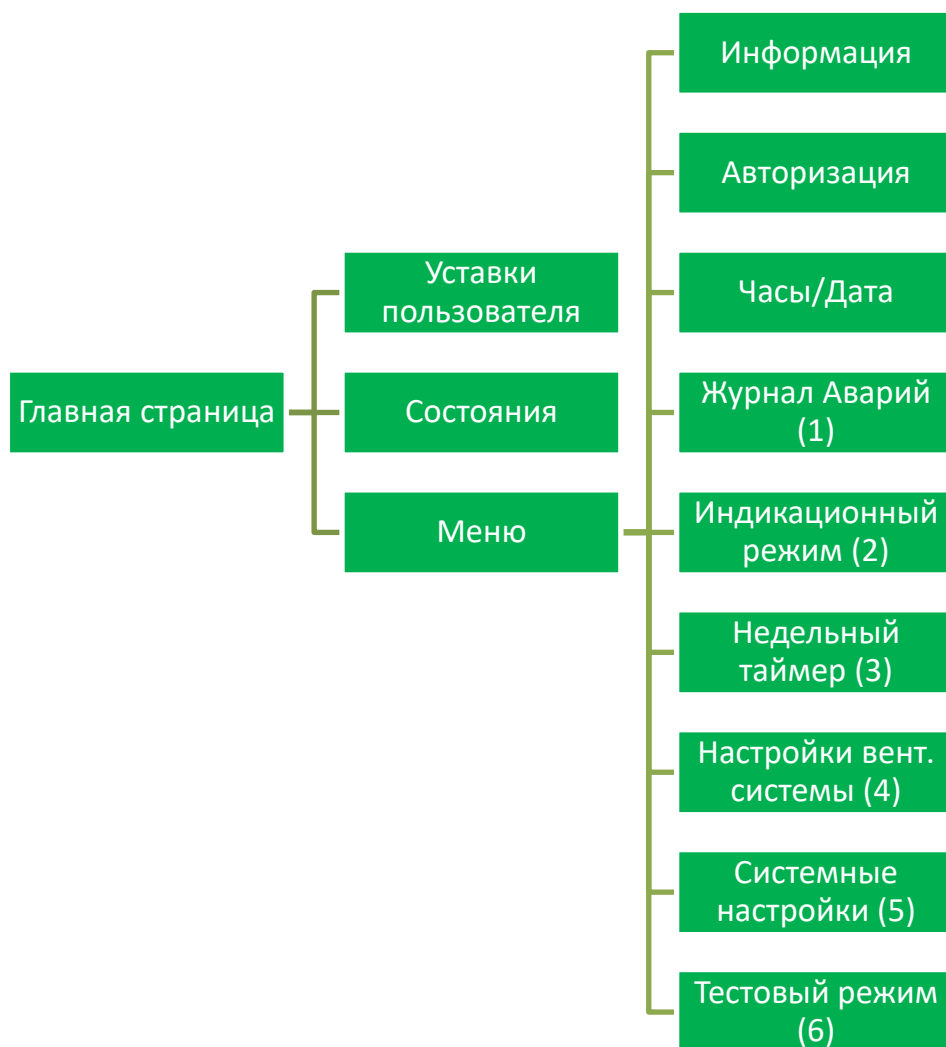 Главная страница
Уставки
пользователя
Состояния
Меню
Информация
Авторизация
Часы/Дата
Журнал Аварий
(1)
Индикационный
режим (2)
Недельный
таймер (3)
Настройки вент.
системы (4)
Системные
настройки (5)
Тестовый режим
(6)